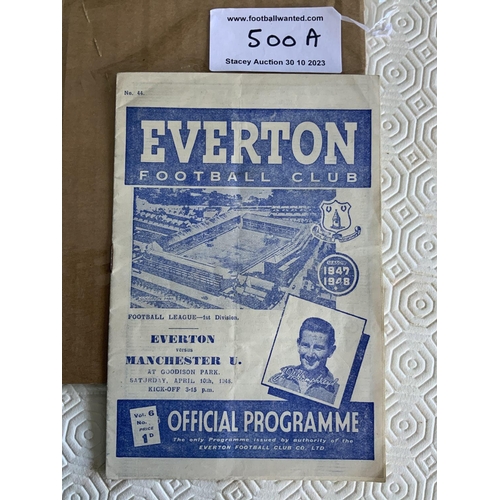 www.footballwanted.com
500A
Stacey Auction 30 10 2023
No. 44.
EVERTON
FOOTBALL CLUB
SEASON
1947
1948
FOOTBALL LEAGUE—1st Division.
EVERTON
versus
MANCHESTER U.
AT GOODISON PARK.
SATURDAY, APRIL 10th, 1948.
KICK-OFF 3-15 p.m.
Vol. 6
No.
PRICE
1D
OFFICIAL PROGRAMME
The only Programme issued by authority of the
EVERTON FOOTBALL CLUB CO. LTD.